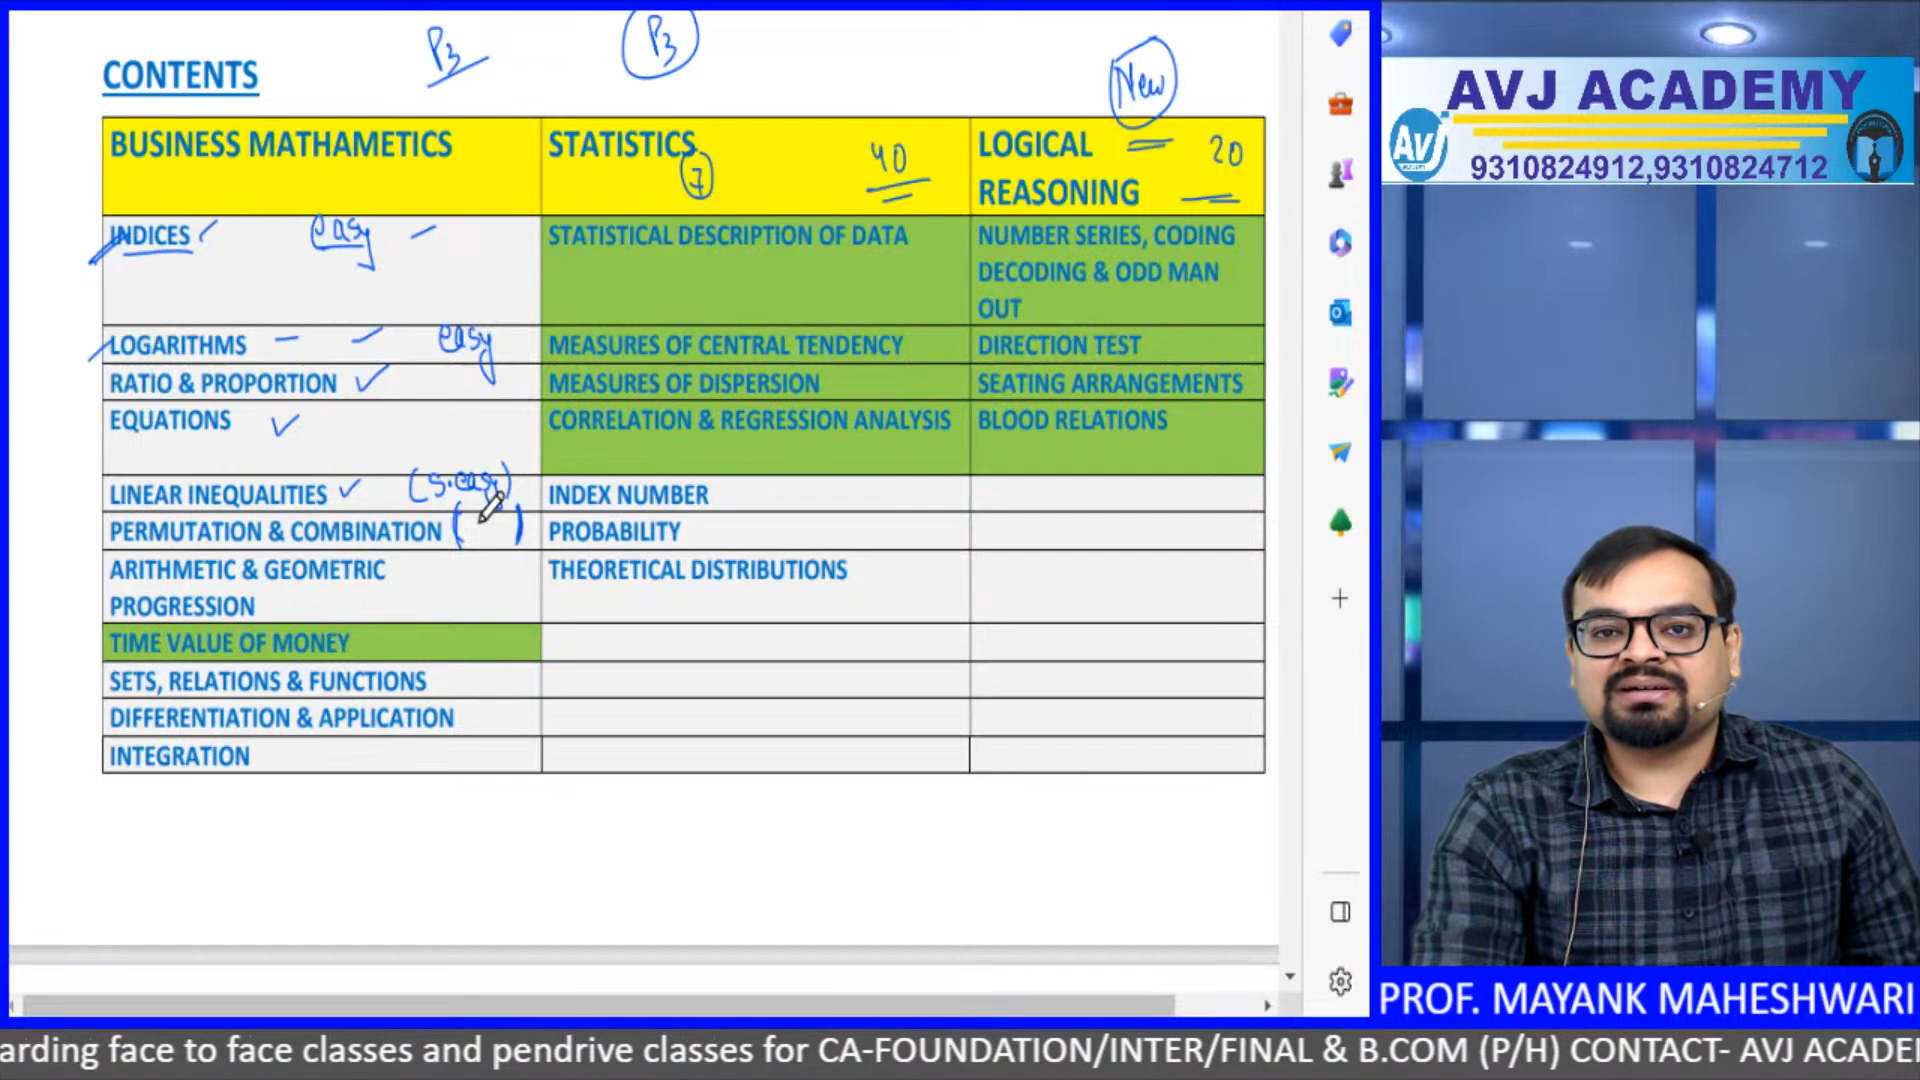 P3
P3
New
CONTENTS
BUSINESS MATHAMETICS
STATISTICS
7
40
LOGICAL
REASONING
20
INDICES
easy
STATISTICAL DESCRIPTION OF DATA
NUMBER SERIES, CODING
DECODING & ODD MAN
OUT
LOGARITHMS
easy
MEASURES OF CENTRAL TENDENCY
DIRECTION TEST
RATIO & PROPORTION
MEASURES OF DISPERSION
SEATING ARRANGEMENTS
EQUATIONS
CORRELATION & REGRESSION ANALYSIS
BLOOD RELATIONS
LINEAR INEQUALITIES
(S.easy)
INDEX NUMBER
PERMUTATION & COMBINATION
( )
PROBABILITY
ARITHMETIC & GEOMETRIC
PROGRESSION
THEORETICAL DISTRIBUTIONS
TIME VALUE OF MONEY
SETS, RELATIONS & FUNCTIONS
DIFFERENTIATION & APPLICATION
INTEGRATION
AVJ ACADEMY
AVJ
9310824912,9310824712
PROF. MAYANK MAHESHWARI
arding face to face classes and pendrive classes for CA-FOUNDATION/INTER/FINAL & B.COM (P/H) CONTACT- AVJ ACADE